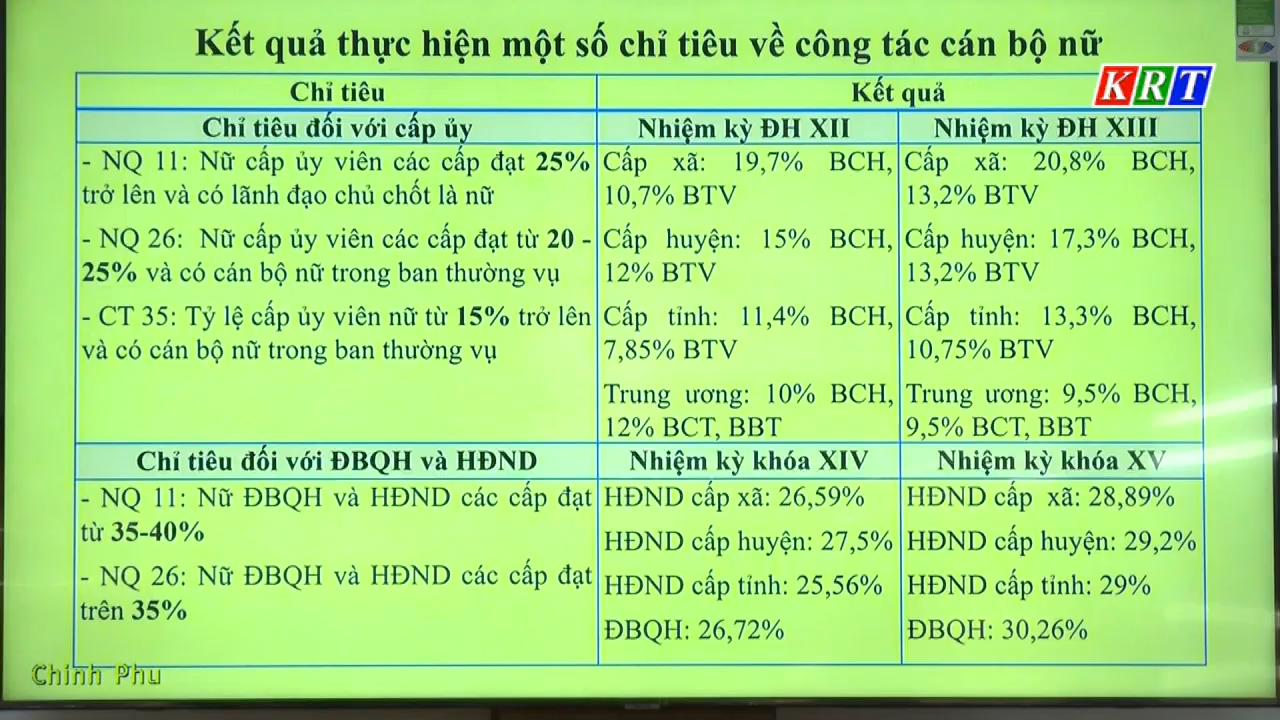 Kết quả thực hiện một số chỉ tiêu về công tác cán bộ nữ
KRT
Chỉ tiêu
Kết quả
Chỉ tiêu đối với cấp ủy
Nhiệm kỳ ĐH XII
Nhiệm kỳ ĐH XIII
- NQ 11: Nữ cấp ủy viên các cấp đạt 25%
trở lên và có lãnh đạo chủ chốt là nữ
- NQ 26: Nữ cấp ủy viên các cấp đạt từ 20 -
25% và có cán bộ nữ trong ban thường vụ
- CT 35: Tỷ lệ cấp ủy viên nữ từ 15% trở lên
và có cán bộ nữ trong ban thường vụ
Cấp xã: 19,7% BCH,
10,7% BTV
Cấp huyện: 15% BCH,
12% BTV
Cấp tỉnh: 11,4% BCH,
7,85% BTV
Trung ương: 10% BCH,
12% BCT, BBT
Cấp xã: 20,8% BCH,
13,2% BTV
Cấp huyện: 17,3% BCH,
13,2% BTV
Cấp tỉnh: 13,3% BCH,
10,75% BTV
Trung ương: 9,5% BCH,
9,5% BCT, BBT
Chỉ tiêu đối với ĐBQH và HĐND
Nhiệm kỳ khóa XIV
Nhiệm kỳ khóa XV
- NQ 11: Nữ ĐBQH và HĐND các cấp đạt
từ 35-40%
- NQ 26: Nữ ĐBQH và HĐND các cấp đạt
trên 35%
HĐND cấp xã: 26,59%
HĐND cấp huyện: 27,5%
HĐND cấp tỉnh: 25,56%
ĐBQH: 26,72%
HĐND cấp xã: 28,89%
HĐND cấp huyện: 29,2%
HĐND cấp tỉnh: 29%
ĐBQH: 30,26%
Chinh Phu